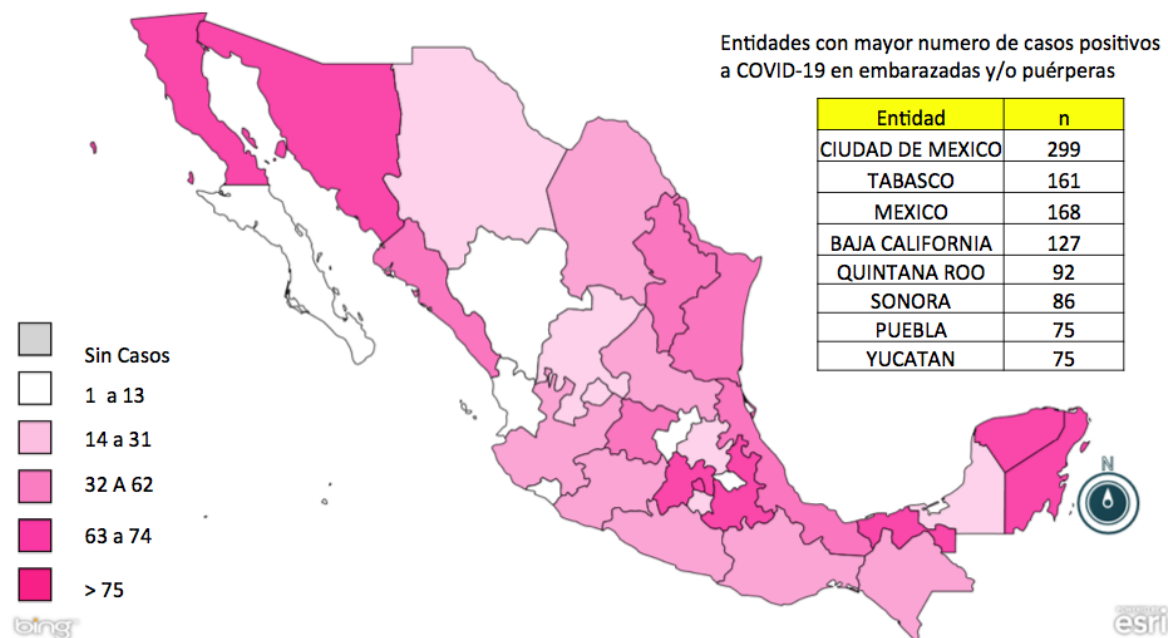 Entidades con mayor numero de casos positivos
a COVID-19 en embarazadas y/o puérperas
Entidad n
CIUDAD DE MEXICO 299
TABASCO 161
MEXICO 168
BAJA CALIFORNIA 127
QUINTANA ROO 92
SONORA 86
PUEBLA 75
YUCATAN 75
Sin Casos
1 a 13
14 a 31
32 A 62
63 a 74
> 75
N
bing
esri